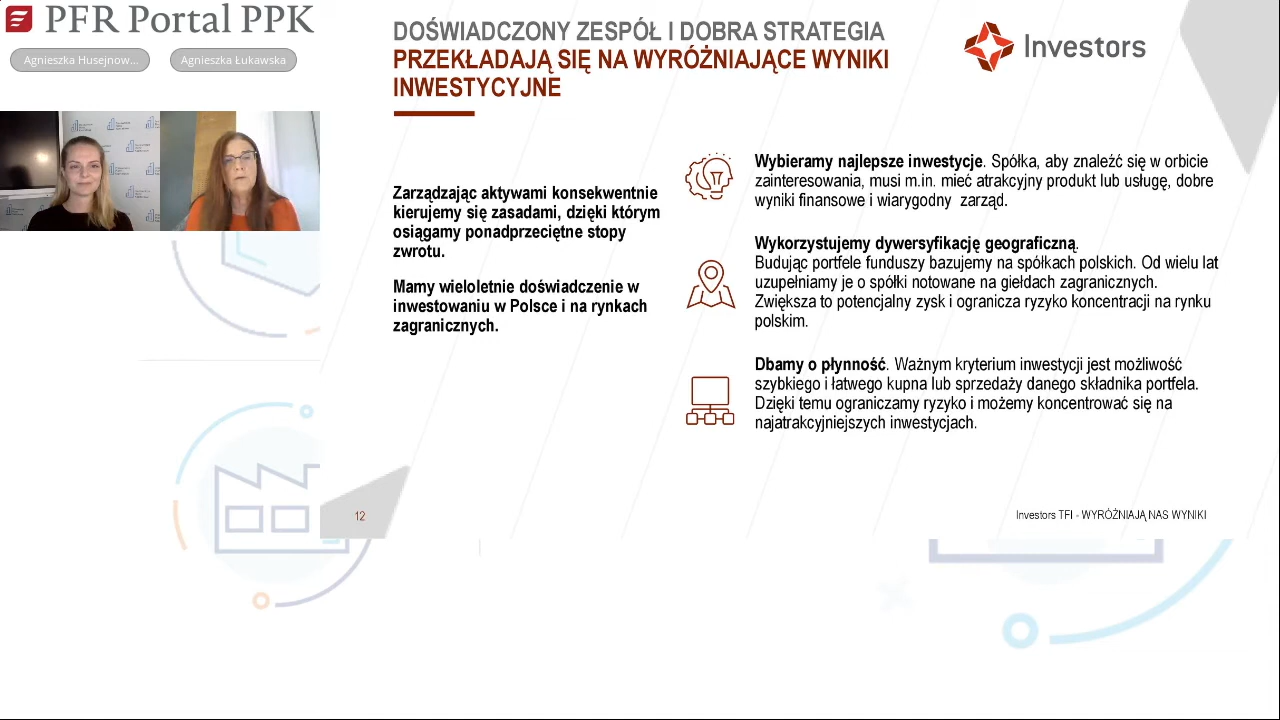 PFR Portal PPK
Agnieszka Husejnow...
Agnieszka Łukawska
DOŚWIADCZONY ZESPÓŁ I DOBRA STRATEGIA
PRZEKŁADAJĄ SIĘ NA WYRÓŻNIAJĄCE WYNIKI
INWESTYCYJNE
Investors
Zarządzając aktywami konsekwentnie
kierujemy się zasadami, dzięki którym
osiągamy ponadprzeciętne stopy
zwrotu.
Mamy wieloletnie doświadczenie w
inwestowaniu w Polsce i na rynkach
zagranicznych.
Wybieramy najlepsze inwestycje. Spółka, aby znaleźć się w orbicie
zainteresowania, musi m.in. mieć atrakcyjny produkt lub usługę, dobre
wyniki finansowe i wiarygodny zarząd.
Wykorzystujemy dywersyfikację geograficzną.
Budując portfele funduszy bazujemy na spółkach polskich. Od wielu lat
uzupełniamy je o spółki notowane na giełdach zagranicznych.
Zwiększa to potencjalny zysk i ogranicza ryzyko koncentracji na rynku
polskim.
Dbamy o płynność. Ważnym kryterium inwestycji jest możliwość
szybkiego i łatwego kupna lub sprzedaży danego składnika portfela.
Dzięki temu ograniczamy ryzyko i możemy koncentrować się na
najatrakcyjniejszych inwestycjach.
12
Investors TFI - WYRÓŻNIAJĄ NAS WYNIKI